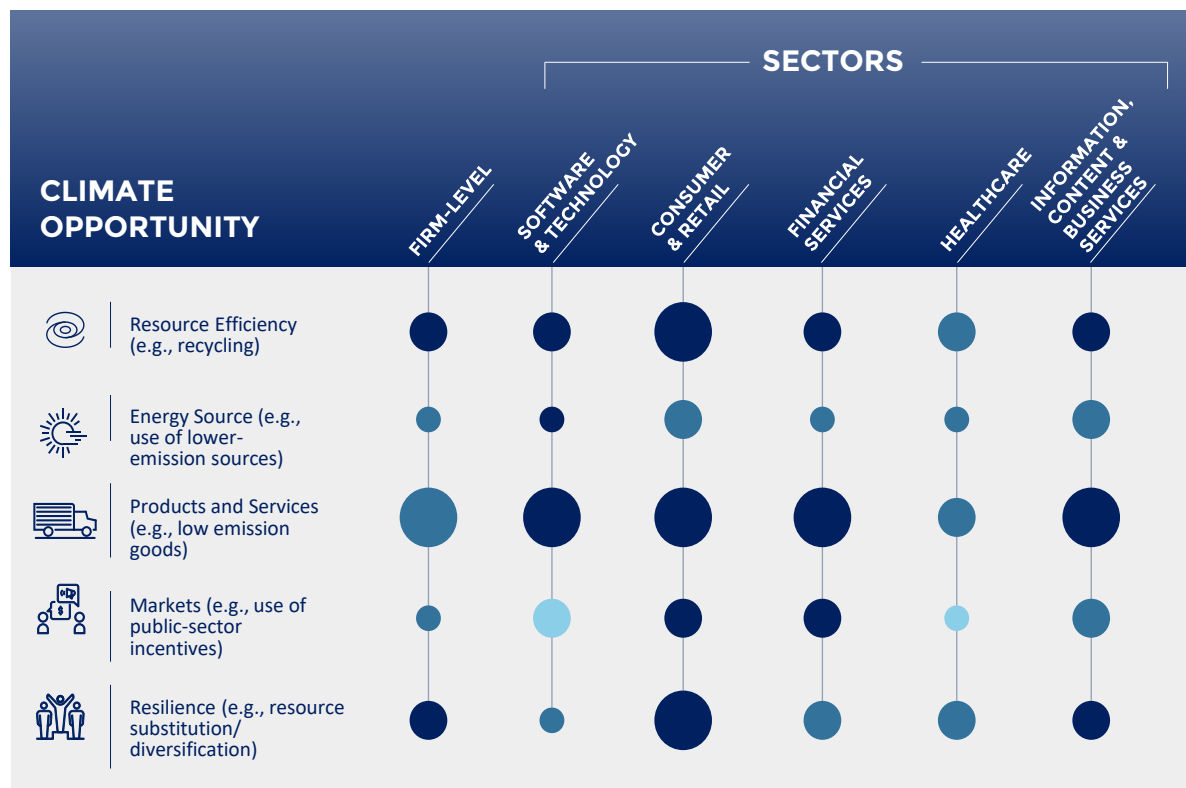 SECTORS
CLIMATE
OPPORTUNITY
FIRM-LEVEL
SOFTWARE
& TECHNOLOGY
CONSUMER
& RETAIL
FINANCIAL
SERVICES
HEALTHCARE
INFORMATION,
CONTENT &
BUSINESS
SERVICES
Resource Efficiency
(e.g., recycling)
Energy Source (e.g.,
use of lower-
emission sources)
Products and Services
(e.g., low emission
goods)
$
Markets (e.g., use of
public-sector
incentives)
Resilience (e.g., resource
substitution/
diversification)